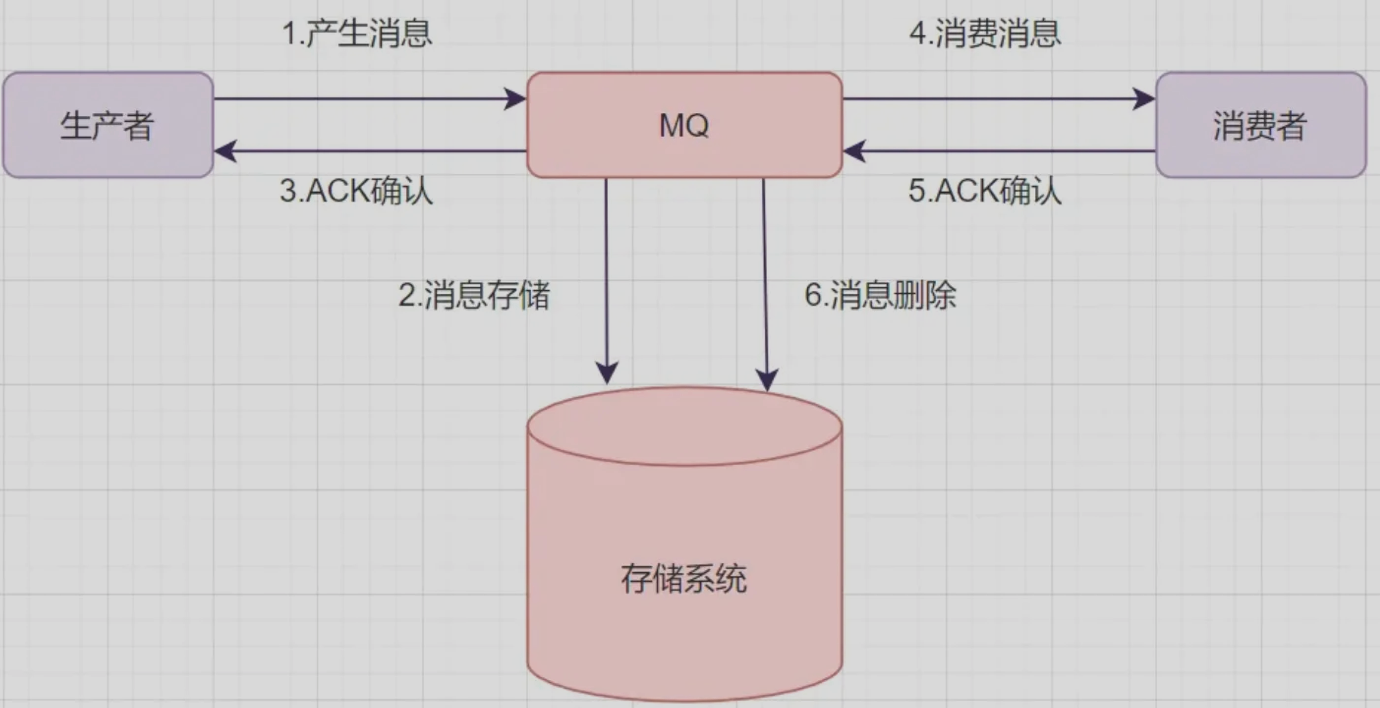 1.产生消息
4.消费消息
生产者
MQ
消费者
3.ACK确认
5.ACK确认
2.消息存储
6.消息删除
存储系统